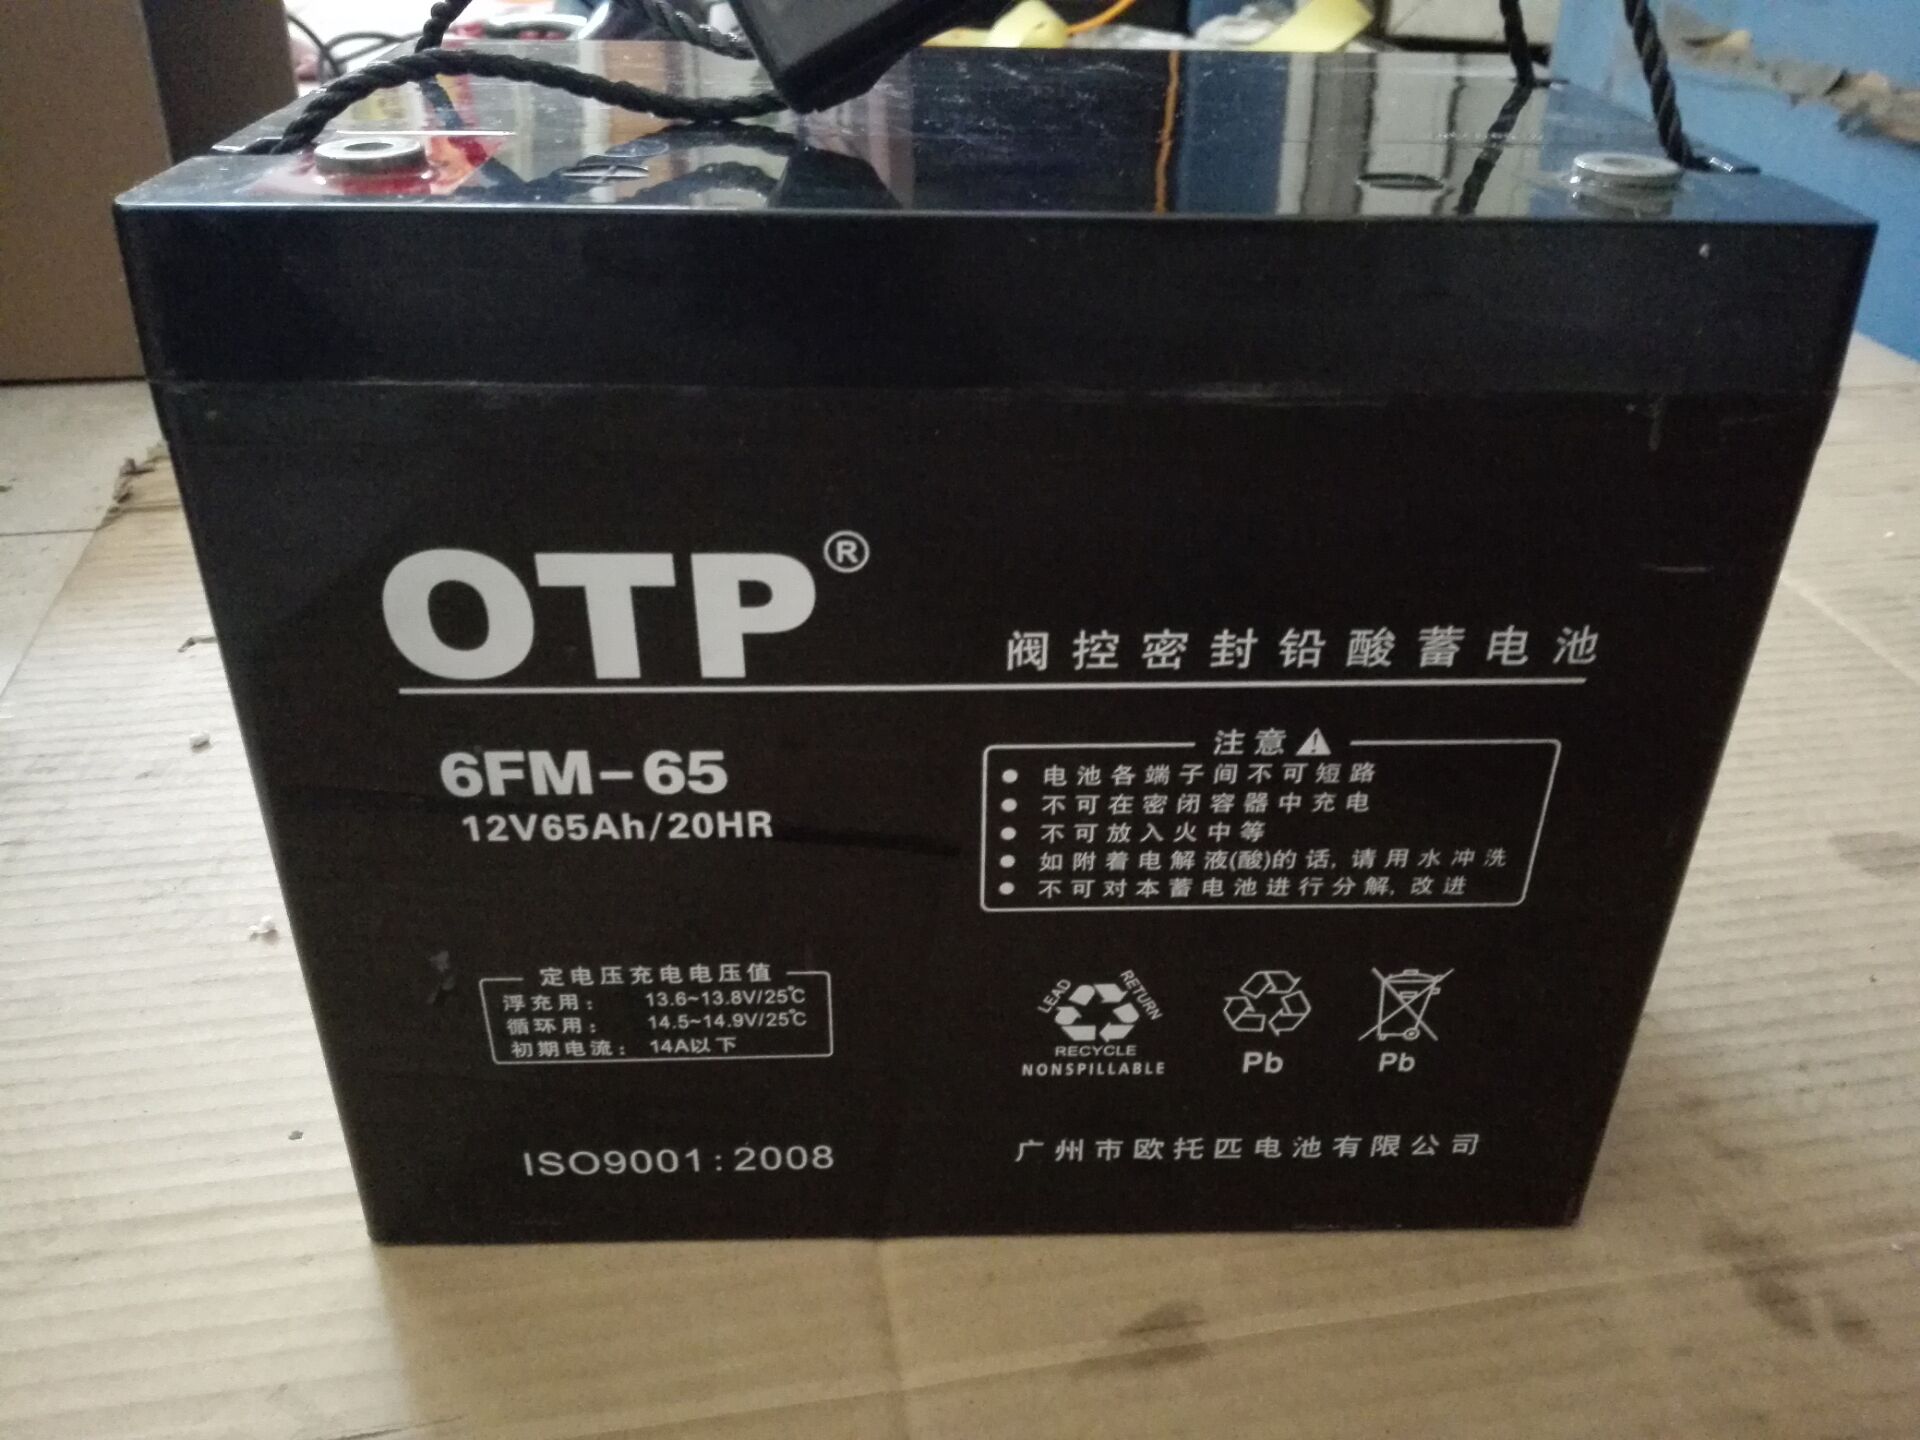 OTP®
阀控密封铅酸蓄电池
6FM-65
12V65Ah/20HR
注意
电池各端子间不可短路
不可在密闭容器中充电
不可放入火中等
如附着电解液(酸)的话, 请用水冲洗
不可对本蓄电池进行分解, 改进
定电压充电电压值
浮充用: 13.6~13.8V/25℃
循环用: 14.5~14.9V/25℃
初期电流: 14A以下
LEAD RETURN
RECYCLE
NONSPILLABLE
Pb
Pb
ISO9001:2008
广州市欧托匹电池有限公司